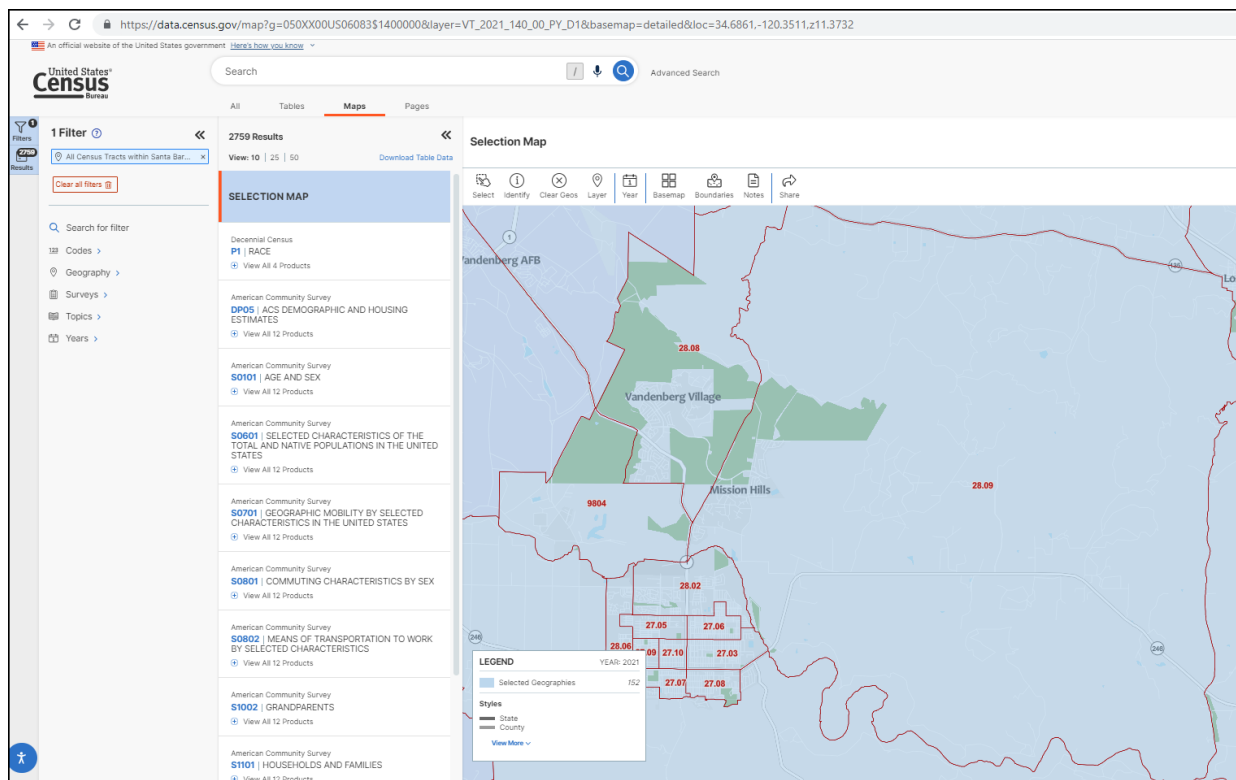 https://data.census.gov/map?g=050XX00US06083$1400000&layer=VT_2021_140_00_PY_D1&basemap=detailed&loc=34.6861,-120.3511,z11.3732
An official website of the United States government Here's how you know
United States®
Census
Bureau
Search
/
Advanced Search
All Tables Maps Pages
1
Filters
2759
Results
1 Filter
All Census Tracts within Santa Bar... ×
Clear all filters
Search for filter
Codes >
Geography >
Surveys >
Topics >
Years >
2759 Results
View: 10 | 25 | 50 Download Table Data
SELECTION MAP
Decennial Census
P1 | RACE
View All 4 Products
American Community Survey
DP05 | ACS DEMOGRAPHIC AND HOUSING
ESTIMATES
View All 12 Products
American Community Survey
S0101 | AGE AND SEX
View All 12 Products
American Community Survey
S0601 | SELECTED CHARACTERISTICS OF THE
TOTAL AND NATIVE POPULATIONS IN THE UNITED
STATES
View All 12 Products
American Community Survey
S0701 | GEOGRAPHIC MOBILITY BY SELECTED
CHARACTERISTICS IN THE UNITED STATES
View All 12 Products
American Community Survey
S0801 | COMMUTING CHARACTERISTICS BY SEX
View All 12 Products
American Community Survey
S0802 | MEANS OF TRANSPORTATION TO WORK
BY SELECTED CHARACTERISTICS
View All 12 Products
American Community Survey
S1002 | GRANDPARENTS
View All 12 Products
American Community Survey
S1101 | HOUSEHOLDS AND FAMILIES
View All 12 Products
Selection Map
Select Identify Clear Geos Layer Year Basemap Boundaries Notes Share
1
Vandenberg AFB
135
Lo
28.08
Vandenberg Village
Mission Hills
28.09
9804
28.02
27.05 27.06
246
246
28.06 .09 27.10 27.03
27.07 27.08
LEGEND YEAR: 2021
Selected Geographies 152
Styles
State
County
View More